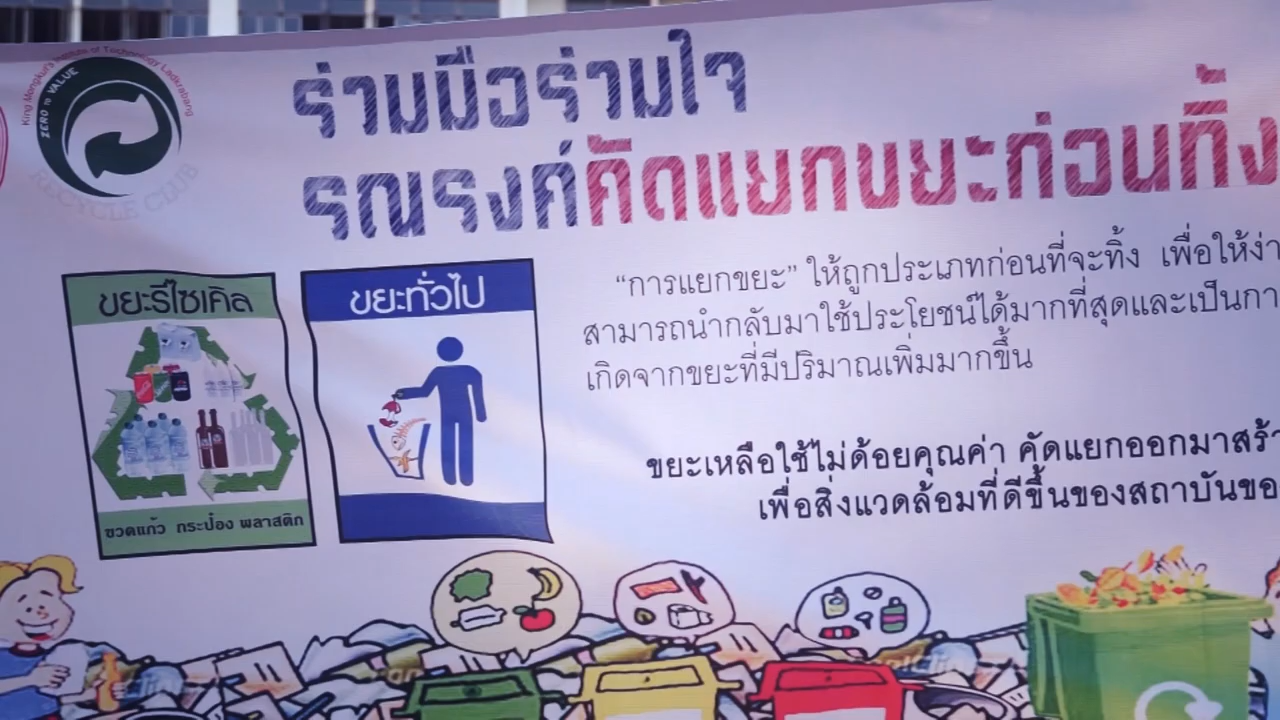 King Mongkut's Institute of Technology Ladkrabang
ZERO TO VALUE
RECYCLE CLUB
ร่วมมือร่วมใจ
รณรงค์คัดแยกขยะก่อนทิ้ง
ขยะรีไซเคิล
ขวดแก้ว กระป๋อง พลาสติก
ขยะทั่วไป
“การแยกขยะ” ให้ถูกประเภทก่อนที่จะทิ้ง เพื่อให้ง่า
สามารถนำกลับมาใช้ประโยชน์ได้มากที่สุดและเป็นกา
เกิดจากขยะที่มีปริมาณเพิ่มมากขึ้น
ขยะเหลือใช้ไม่ด้อยคุณค่า คัดแยกออกมาสร้า
เพื่อสิ่งแวดล้อมที่ดีขึ้นของสถาบันขอ